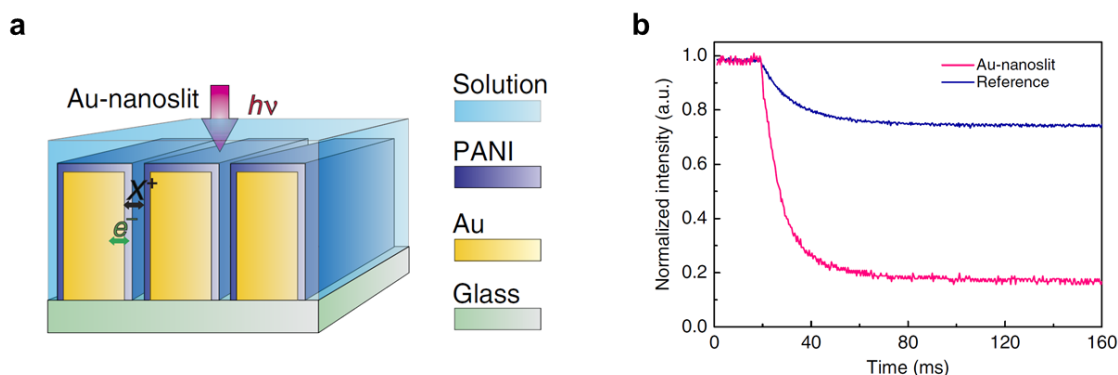 a
Au-nanoslit
hν
X⁺
e⁻
Solution
PANI
Au
Glass
b
Normalized intensity (a.u.)
1.0
0.8
0.6
0.4
0.2
0.0
Au-nanoslit
Reference
0
40
80
120
160
Time (ms)